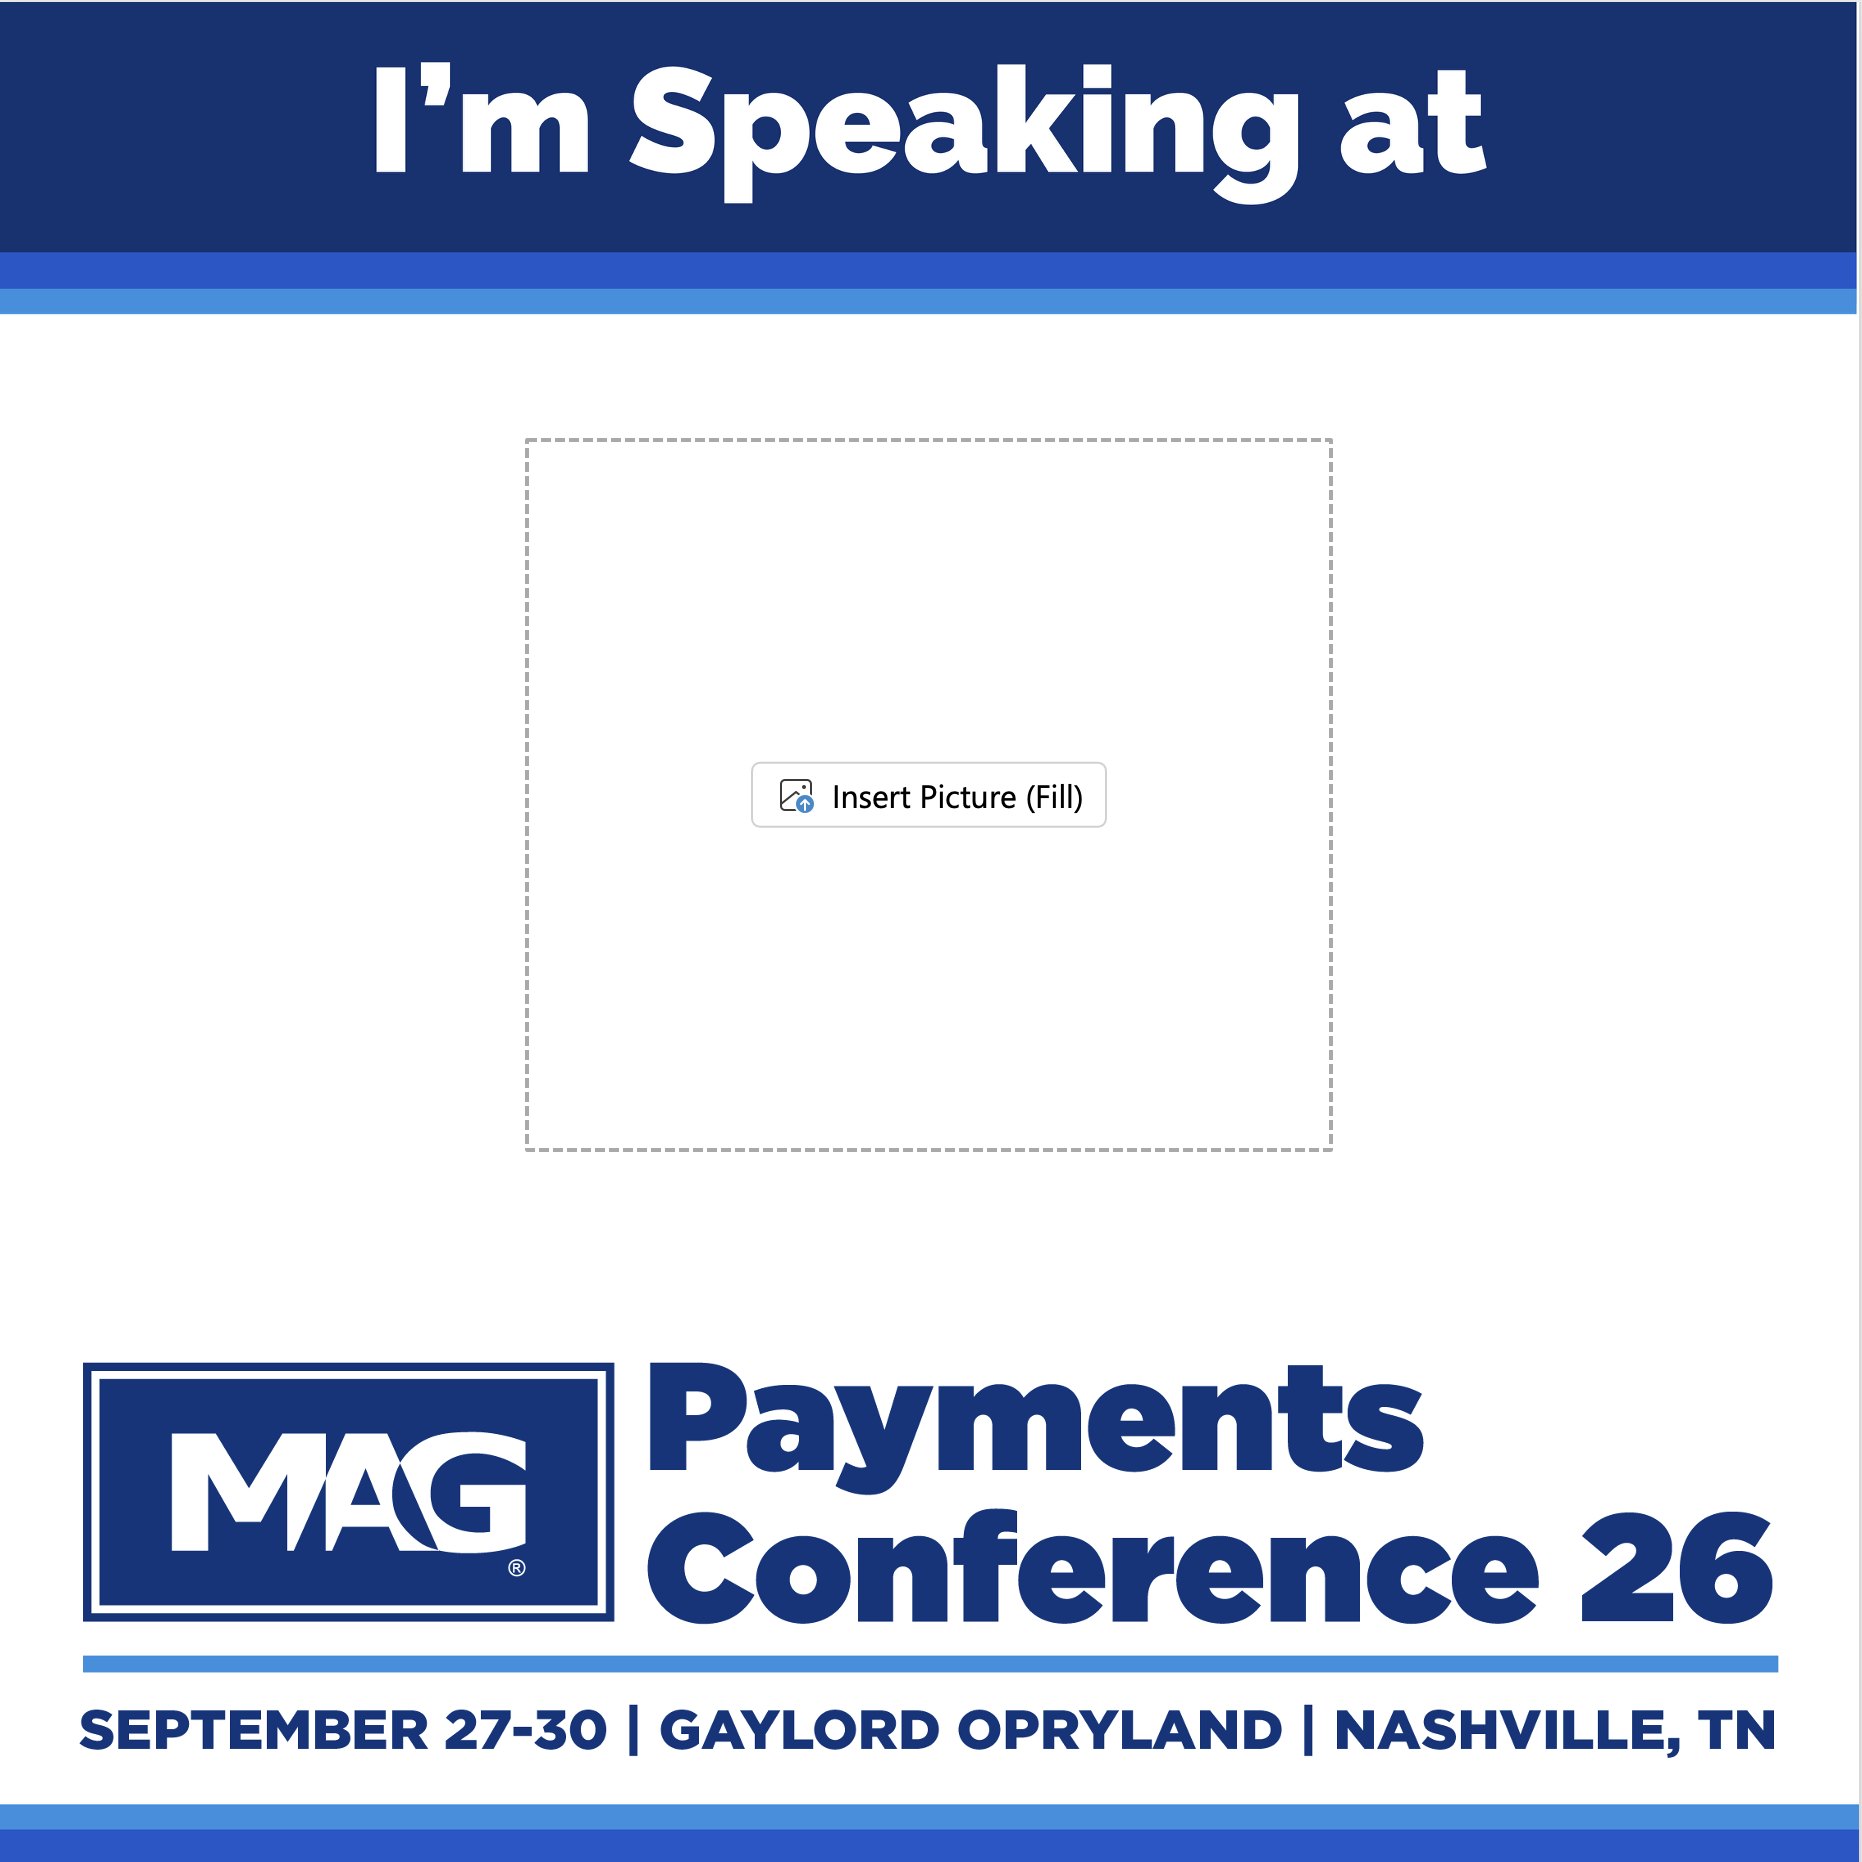 I’m Speaking at
Insert Picture (Fill)
MAG
®
Payments
Conference 26
SEPTEMBER 27-30 | GAYLORD OPRYLAND | NASHVILLE, TN